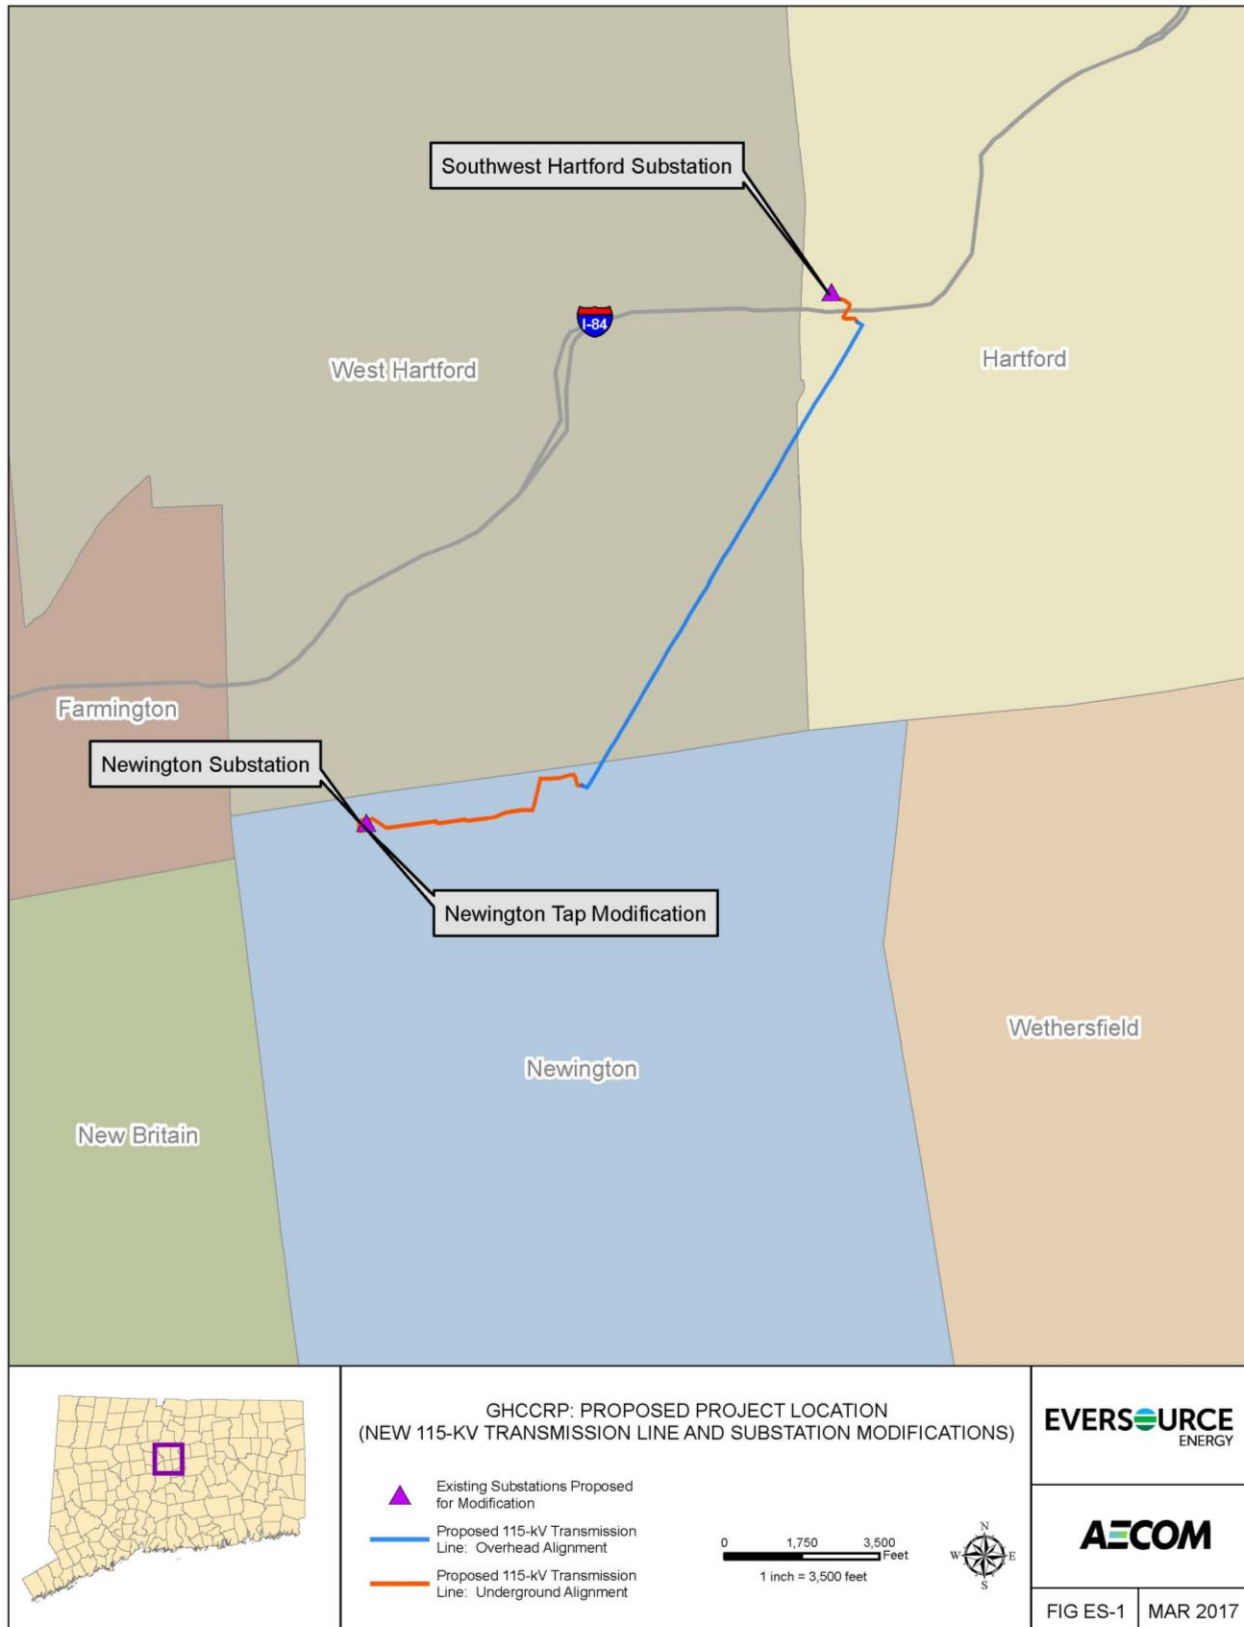 Southwest Hartford Substation
I-84
West Hartford
Hartford
Farmington
Newington Substation
Newington Tap Modification
Wethersfield
Newington
New Britain
GHCCRP: PROPOSED PROJECT LOCATION
(NEW 115-KV TRANSMISSION LINE AND SUBSTATION MODIFICATIONS)
Existing Substations Proposed
for Modification
Proposed 115-kV Transmission
Line: Overhead Alignment
Proposed 115-kV Transmission
Line: Underground Alignment
0 1,750 3,500
Feet
1 inch = 3,500 feet
N
W E
S
EVERSOURCE
ENERGY
AECOM
FIG ES-1 MAR 2017